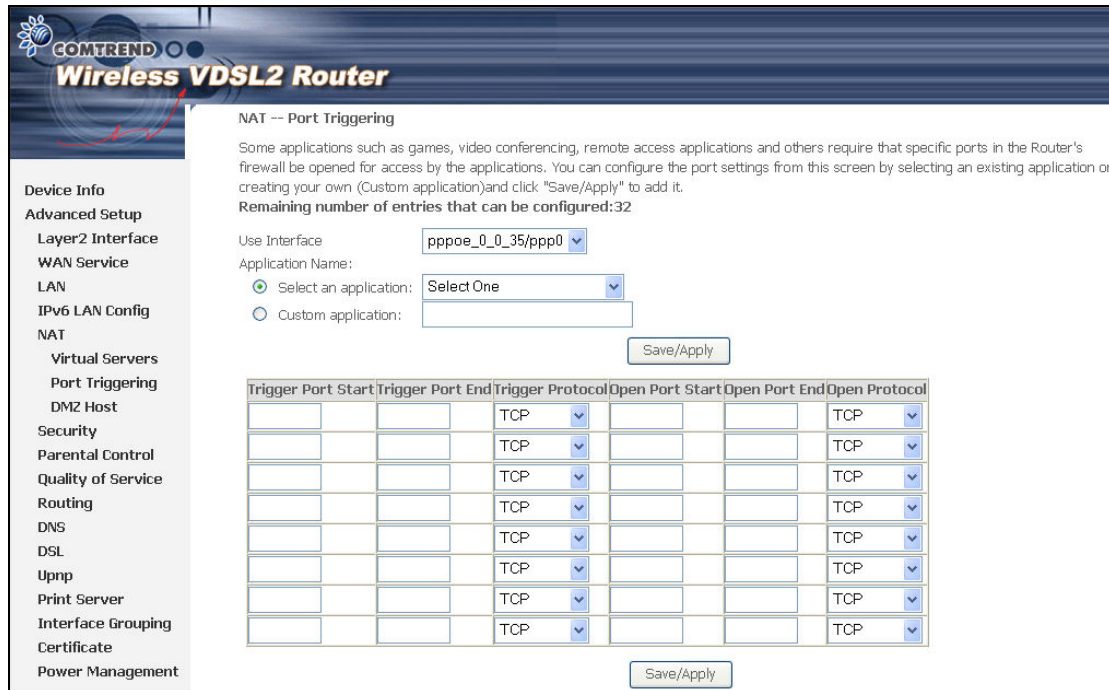 COMTREND
Wireless VDSL2 Router
Device Info
Advanced Setup
Layer2 Interface
WAN Service
LAN
IPv6 LAN Config
NAT
Virtual Servers
Port Triggering
DMZ Host
Security
Parental Control
Quality of Service
Routing
DNS
DSL
Upnp
Print Server
Interface Grouping
Certificate
Power Management
NAT -- Port Triggering
Some applications such as games, video conferencing, remote access applications and others require that specific ports in the Router's
firewall be opened for access by the applications. You can configure the port settings from this screen by selecting an existing application or
creating your own (Custom application)and click "Save/Apply" to add it.
Remaining number of entries that can be configured:32
Use Interface pppoe_0_0_35/ppp0
Application Name:
Select an application: Select One
Custom application:
Save/Apply
Trigger Port Start Trigger Port End Trigger Protocol Open Port Start Open Port End Open Protocol
TCP TCP
TCP TCP
TCP TCP
TCP TCP
TCP TCP
TCP TCP
TCP TCP
TCP TCP
Save/Apply